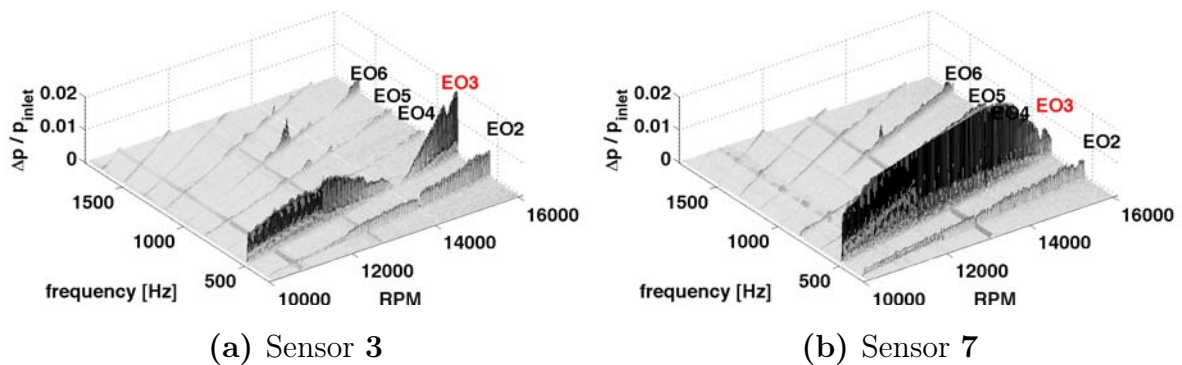 EO6
EO5
EO4
EO3
EO2
0.02
0.01
0
Δp / p_inlet
1500
1000
500
frequency [Hz]
16000
14000
12000
10000
RPM
(a) Sensor 3
EO6
EO5
EO4
EO3
EO2
0.02
0.01
0
Δp / p_inlet
1500
1000
500
frequency [Hz]
16000
14000
12000
10000
RPM
(b) Sensor 7